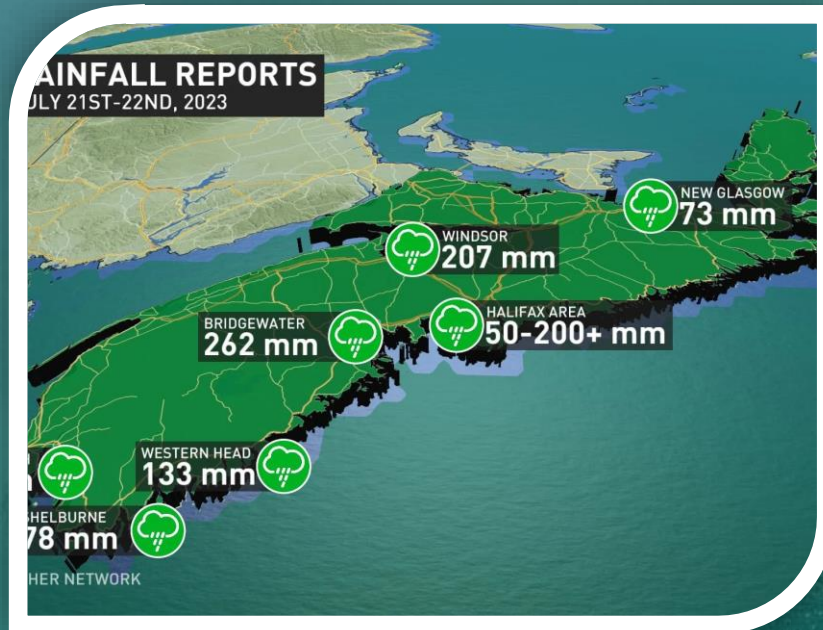 AINFALL REPORTS
ULY 21ST-22ND, 2023
NEW GLASGOW
73 mm
WINDSOR
207 mm
HALIFAX AREA
50-200+ mm
BRIDGEWATER
262 mm
WESTERN HEAD
133 mm
SHELBURNE
78 mm
HER NETWORK